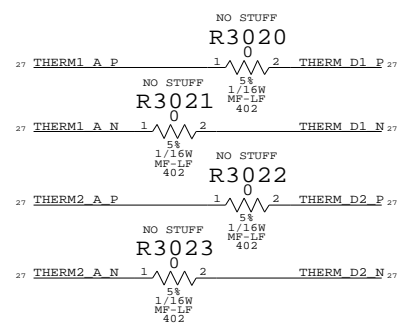 NO STUFF
R3020
0
27 THERM1_A_P 1 2 THERM_D1_P 27
5%
1/16W
MF-LF
402
NO STUFF
R3021
0
27 THERM1_A_N 1 2 THERM_D1_N 27
5%
1/16W
MF-LF
402
NO STUFF
R3022
0
27 THERM2_A_P 1 2 THERM_D2_P 27
5%
1/16W
MF-LF
402
NO STUFF
R3023
0
27 THERM2_A_N 1 2 THERM_D2_N 27
5%
1/16W
MF-LF
402